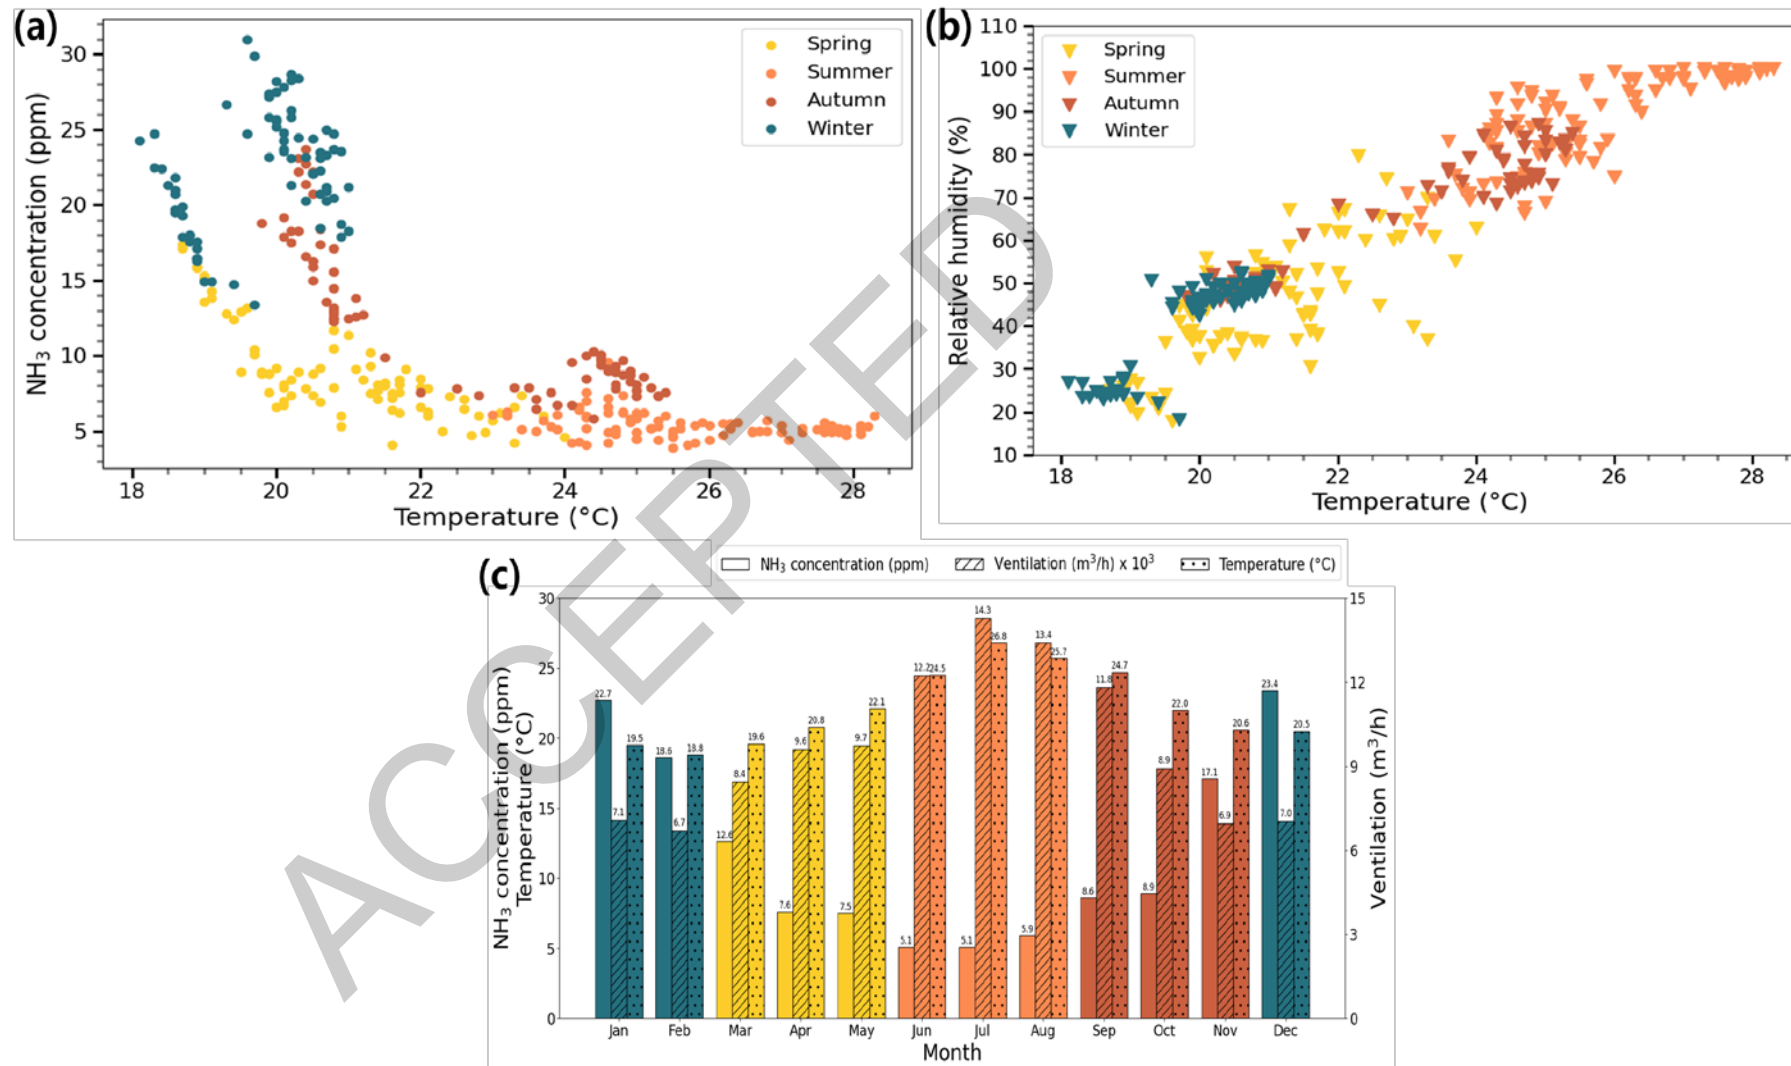 (a)
NH3 concentration (ppm)
30
25
20
15
10
5
Spring
Summer
Autumn
Winter
18 20 22 24 26 28
Temperature (°C)
(b)
Relative humidity (%)
110
100
90
80
70
60
50
40
30
20
10
Spring
Summer
Autumn
Winter
18 20 22 24 26 28
Temperature (°C)
ACCEPTED
(c)
NH3 concentration (ppm) Ventilation (m³/h) x 10³ Temperature (°C)
NH3 concentration (ppm)
Temperature (°C)
30
25
20
15
10
5
0
22.7 7.1 19.5
18.6 6.7 18.8
12.6 8.4 19.6
7.6 9.6 20.8
7.5 9.7 22.1
5.1 12.2 24.5
5.1 14.3 26.8
5.9 13.4 25.7
8.6 11.8 24.7
8.9 8.9 22.0
17.1 6.9 20.6
23.4 7.0 20.5
15
12
9
6
3
0
Ventilation (m³/h)
Jan Feb Mar Apr May Jun Jul Aug Sep Oct Nov Dec
Month